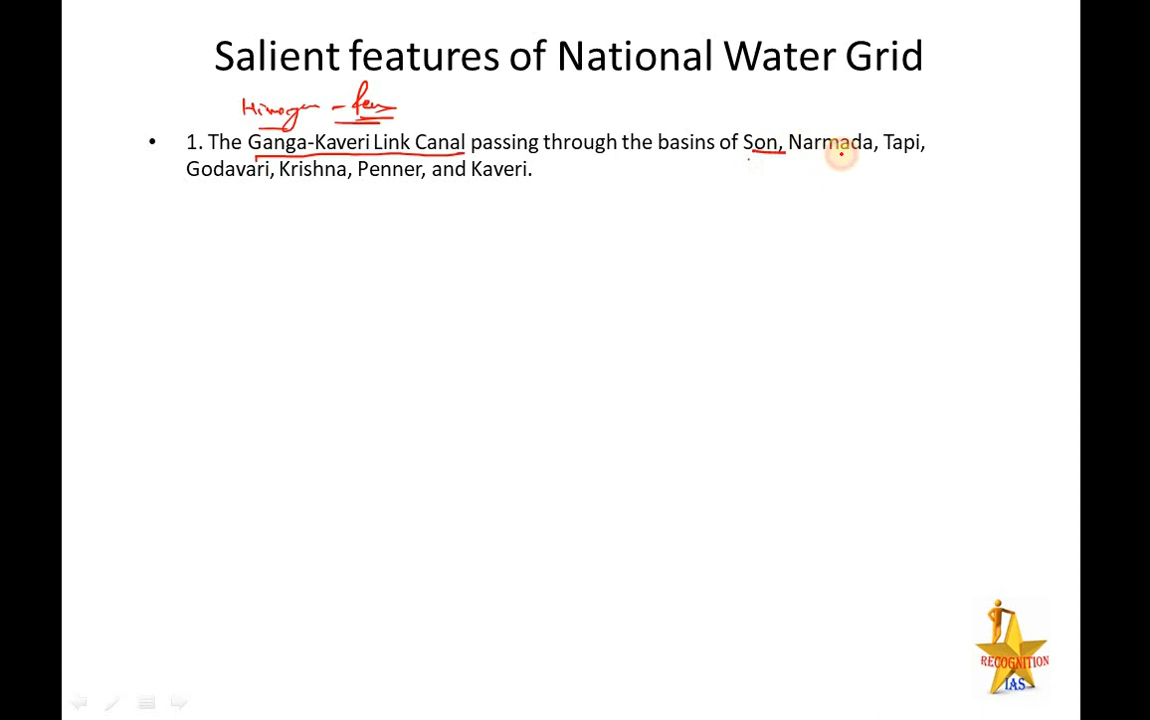 Salient features of National Water Grid
• 1. The Ganga-Kaveri Link Canal passing through the basins of Son, Narmada, Tapi,
Godavari, Krishna, Penner, and Kaveri.
RECOGNITION
IAS